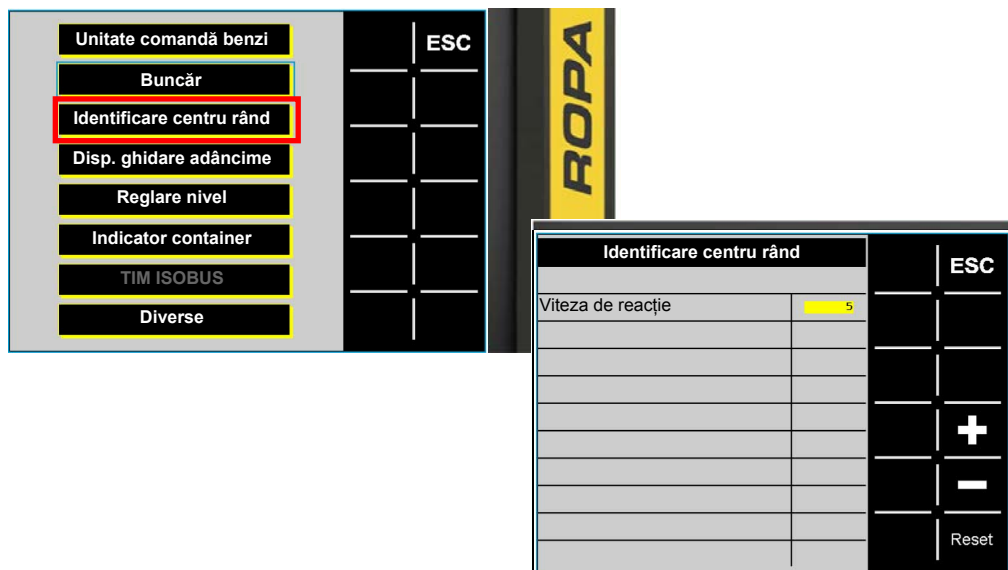 Unitate comandă benzi
ESC
Buncăr
Identificare centru rând
Disp. ghidare adâncime
Reglare nivel
Indicator container
TIM ISOBUS
Diverse
ROPA
Identificare centru rând
ESC
Viteza de reacție
5
+
−
Reset